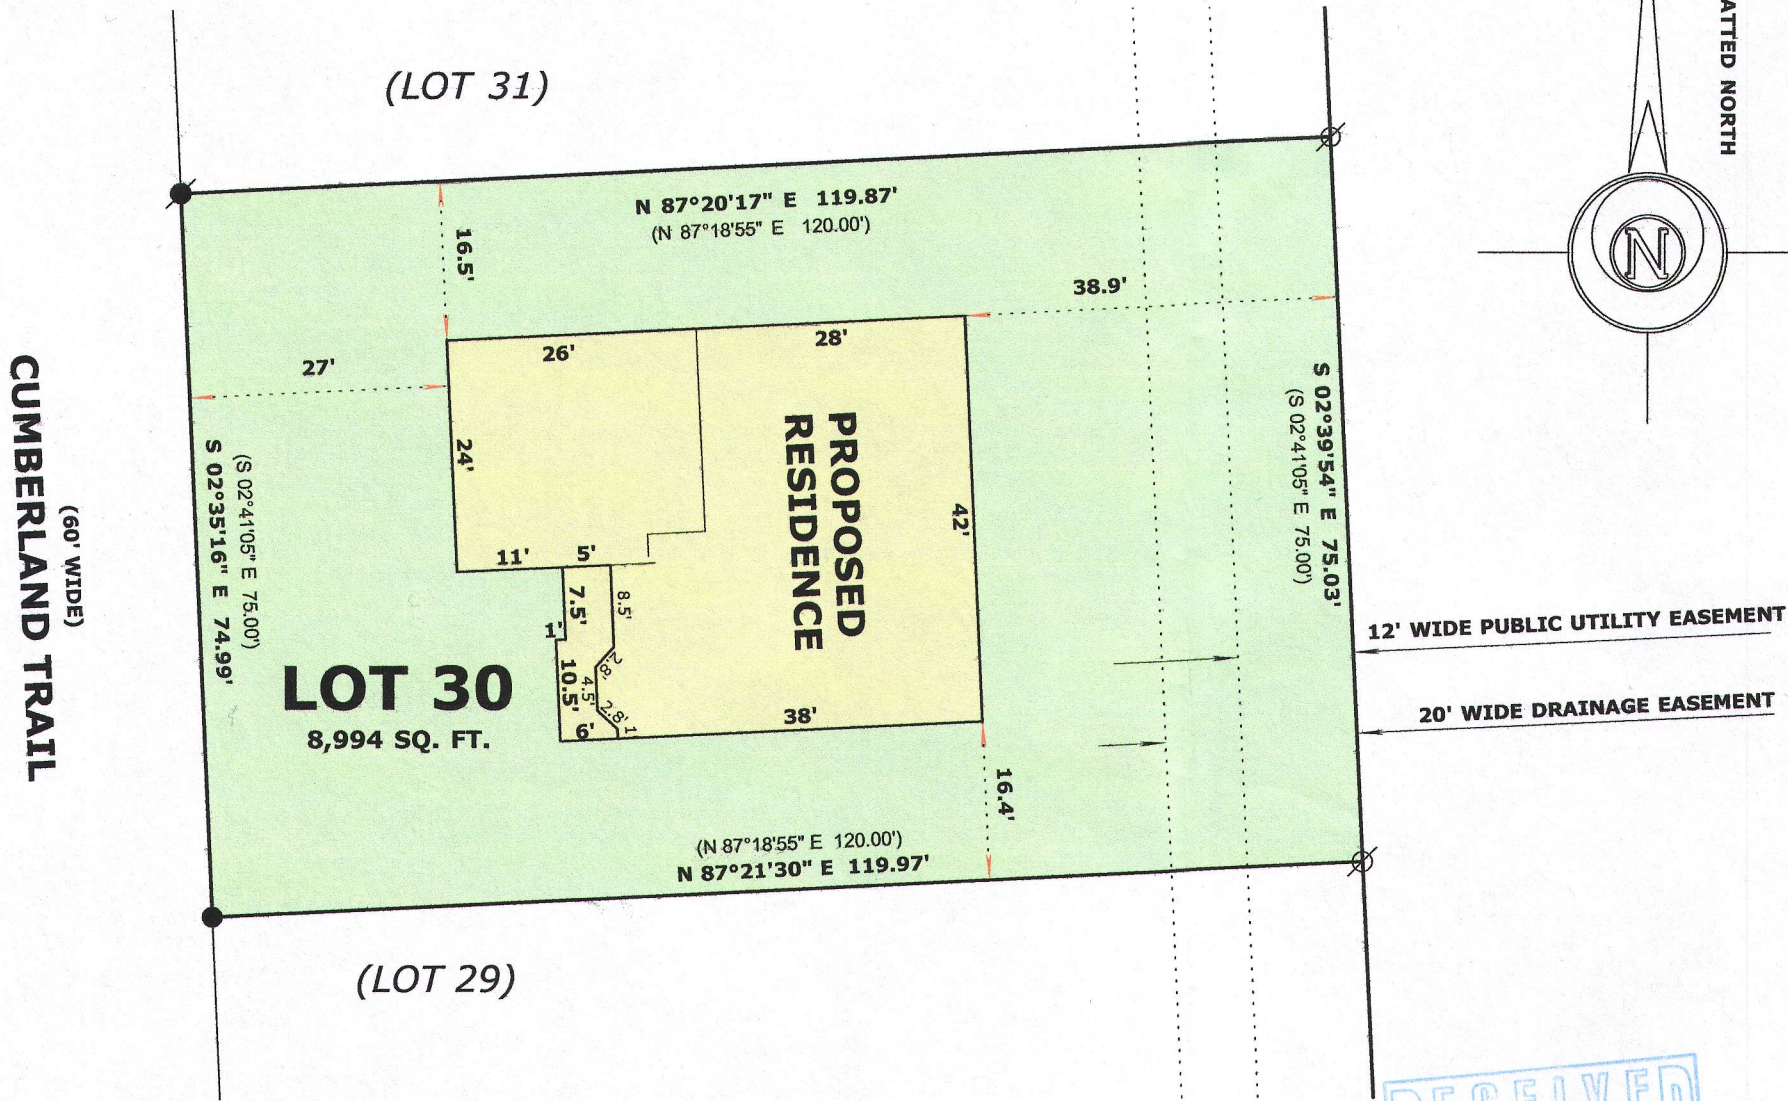 (LOT 31)
ATTED NORTH
N
N 87°20'17" E 119.87'
(N 87°18'55" E 120.00')
16.5'
38.9'
26'
28'
27'
24'
42'
PROPOSED
RESIDENCE
S 02°39'54" E 75.03'
(S 02°41'05" E 75.00')
(S 02°41'05" E 75.00')
S 02°35'16" E 74.99'
CUMBERLAND TRAIL
(60' WIDE)
11'
5'
7.5'
8.5'
1'
2.8'
10.5'
4.5'
2.8'
1'
6'
38'
LOT 30
8,994 SQ. FT.
12' WIDE PUBLIC UTILITY EASEMENT
20' WIDE DRAINAGE EASEMENT
16.4'
(N 87°18'55" E 120.00')
N 87°21'30" E 119.97'
(LOT 29)
RECEIVED